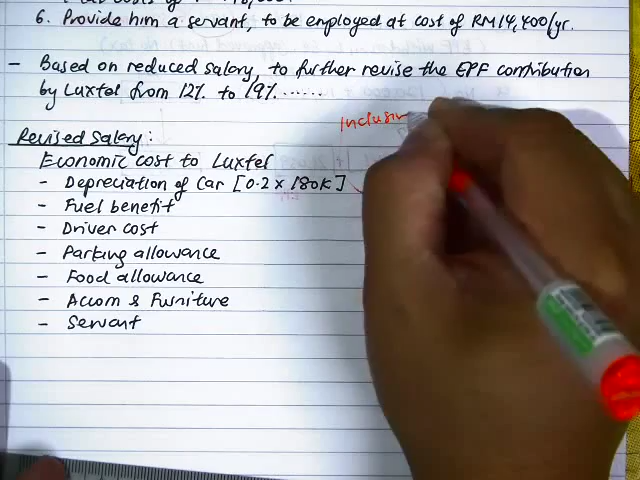 6. Provide him a servant, to be employed at cost of RM14,400/yr.
- Based on reduced salary, to further revise the EPF contribution
by Luxtel from 12% to 19%......
Inclusiv
Revised Salary:
Economic cost to Luxtel
- Depreciation of Car [0.2 x 180K]
- Fuel benefit
- Driver cost
- Parking allowance
- Food allowance
- Accom & Furniture
- Servant